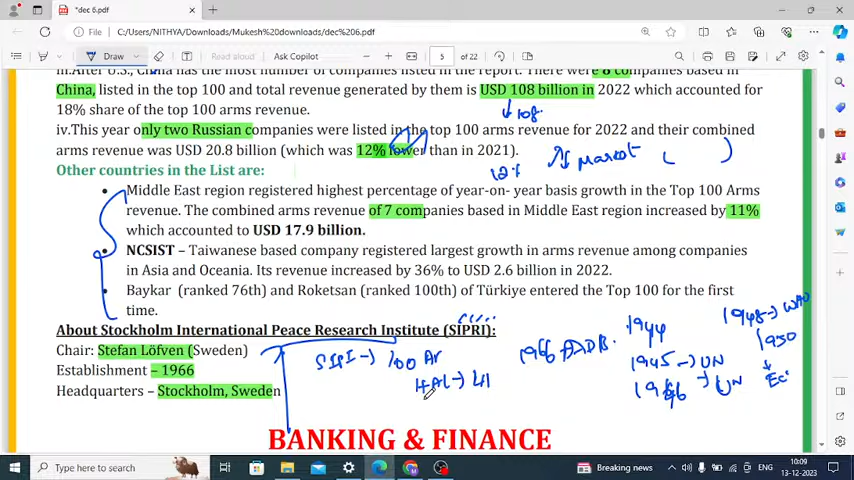 *dec 6.pdf
C:/Users/NITHYA/Downloads/Mukesh%20downloads/dec%206.pdf
Draw
Read aloud
Ask Copilot
5 of 22
iii.After U.S., China has the most number of companies listed in the report. There were 8 companies based in
China, listed in the top 100 and total revenue generated by them is USD 108 billion in 2022 which accounted for
18% share of the top 100 arms revenue.
108
iv.This year only two Russian companies were listed in the top 100 arms revenue for 2022 and their combined
arms revenue was USD 20.8 billion (which was 12% lower than in 2021).
market ( )
12%
Other countries in the List are:
• Middle East region registered highest percentage of year-on- year basis growth in the Top 100 Arms
revenue. The combined arms revenue of 7 companies based in Middle East region increased by 11%
which accounted to USD 17.9 billion.
• NCSIST – Taiwanese based company registered largest growth in arms revenue among companies
in Asia and Oceania. Its revenue increased by 36% to USD 2.6 billion in 2022.
• Baykar (ranked 76th) and Roketsan (ranked 100th) of Türkiye entered the Top 100 for the first
time.
About Stockholm International Peace Research Institute (SIPRI):
Chair: Stefan Löfven (Sweden)
Establishment – 1966
Headquarters – Stockholm, Sweden
SIPRI → 100 Ar
HAL → 41
1966 ADB
1944
1945 → UN
→ UN
1948 →
1950
BANKING & FINANCE
Type here to search
Breaking news
ENG
10:09
13-12-2023